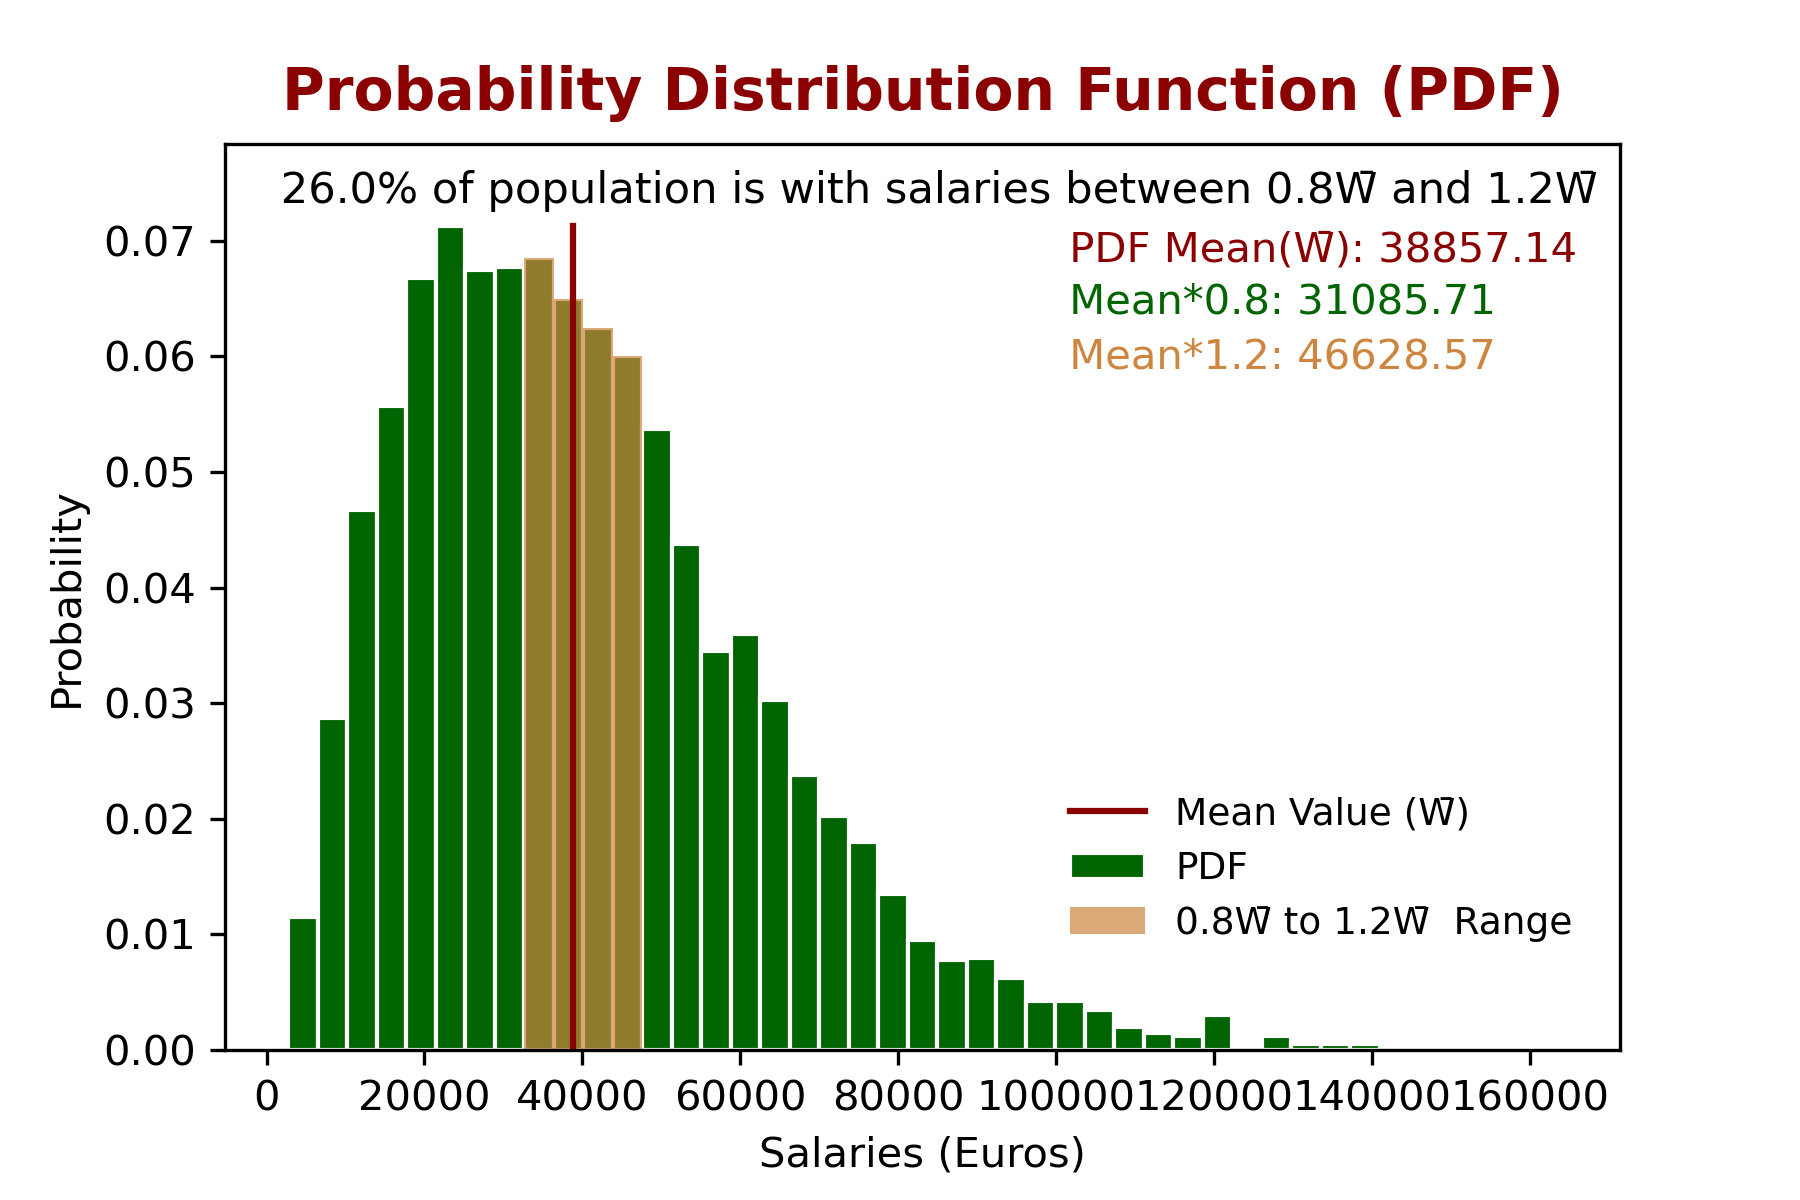 Probability Distribution Function (PDF)
26.0% of population is with salaries between 0.8W̅ and 1.2W̅
PDF Mean(W̅): 38857.14
Mean*0.8: 31085.71
Mean*1.2: 46628.57
0.07
0.06
0.05
0.04
0.03
0.02
0.01
0.00
Probability
Mean Value (W̅)
PDF
0.8W̅ to 1.2W̅  Range
0 20000 40000 60000 80000 100000 120000 140000 160000
Salaries (Euros)